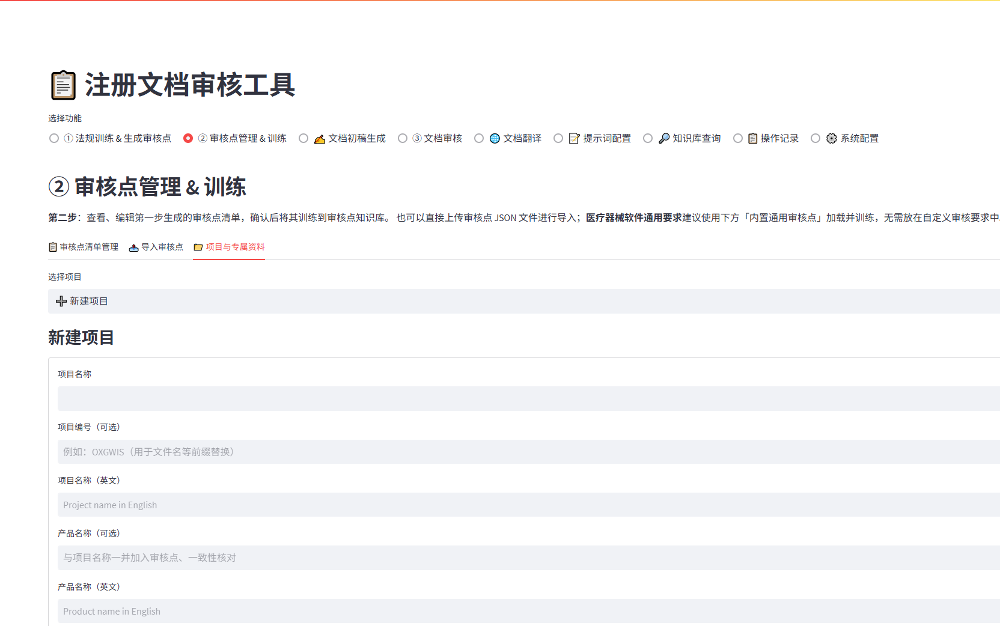 📋 注册文档审核工具
选择功能
① 法规训练 & 生成审核点 ② 审核点管理 & 训练 ✍️ 文档初稿生成 ③ 文档审核 🌐 文档翻译 📝 提示词配置 🔎 知识库查询 📋 操作记录 ⚙️ 系统配置
② 审核点管理 & 训练
第二步：查看、编辑第一步生成的审核点清单，确认后将其训练到审核点知识库。 也可以直接上传审核点 JSON 文件进行导入；医疗器械软件通用要求建议使用下方「内置通用审核点」加载并训练，无需放在自定义审核要求中
📋 审核点清单管理 📤 导入审核点 📁 项目与专属资料
选择项目
➕ 新建项目
新建项目
项目名称
项目编号（可选）
例如：OXGWIS（用于文件名等前缀替换）
项目名称（英文）
Project name in English
产品名称（可选）
与项目名称一并加入审核点、一致性核对
产品名称（英文）
Product name in English